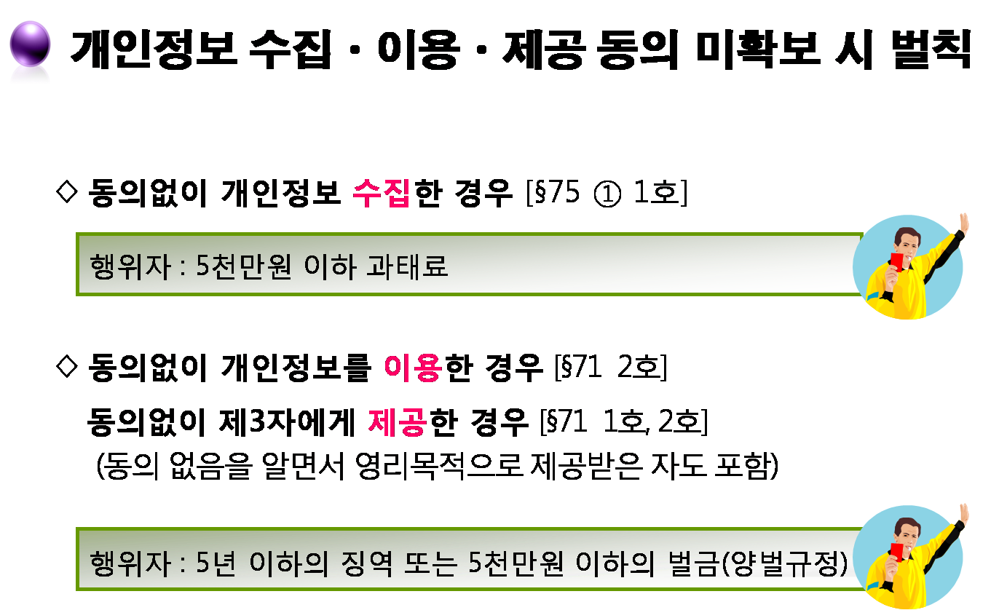 개인정보 수집 · 이용 · 제공 동의 미확보 시 벌칙
◇ 동의없이 개인정보 수집한 경우 [§75 ① 1호]
행위자 : 5천만원 이하 과태료
◇ 동의없이 개인정보를 이용한 경우 [§71 2호]
동의없이 제3자에게 제공한 경우 [§71 1호, 2호]
(동의 없음을 알면서 영리목적으로 제공받은 자도 포함)
행위자 : 5년 이하의 징역 또는 5천만원 이하의 벌금(양벌규정)